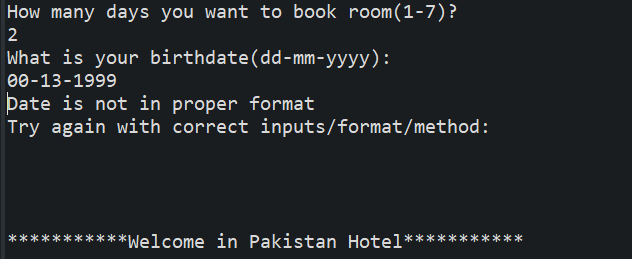 How many days you want to book room(1-7)?
2
What is your birthdate(dd-mm-yyyy):
00-13-1999
Date is not in proper format
Try again with correct inputs/format/method:
***********Welcome in Pakistan Hotel***********